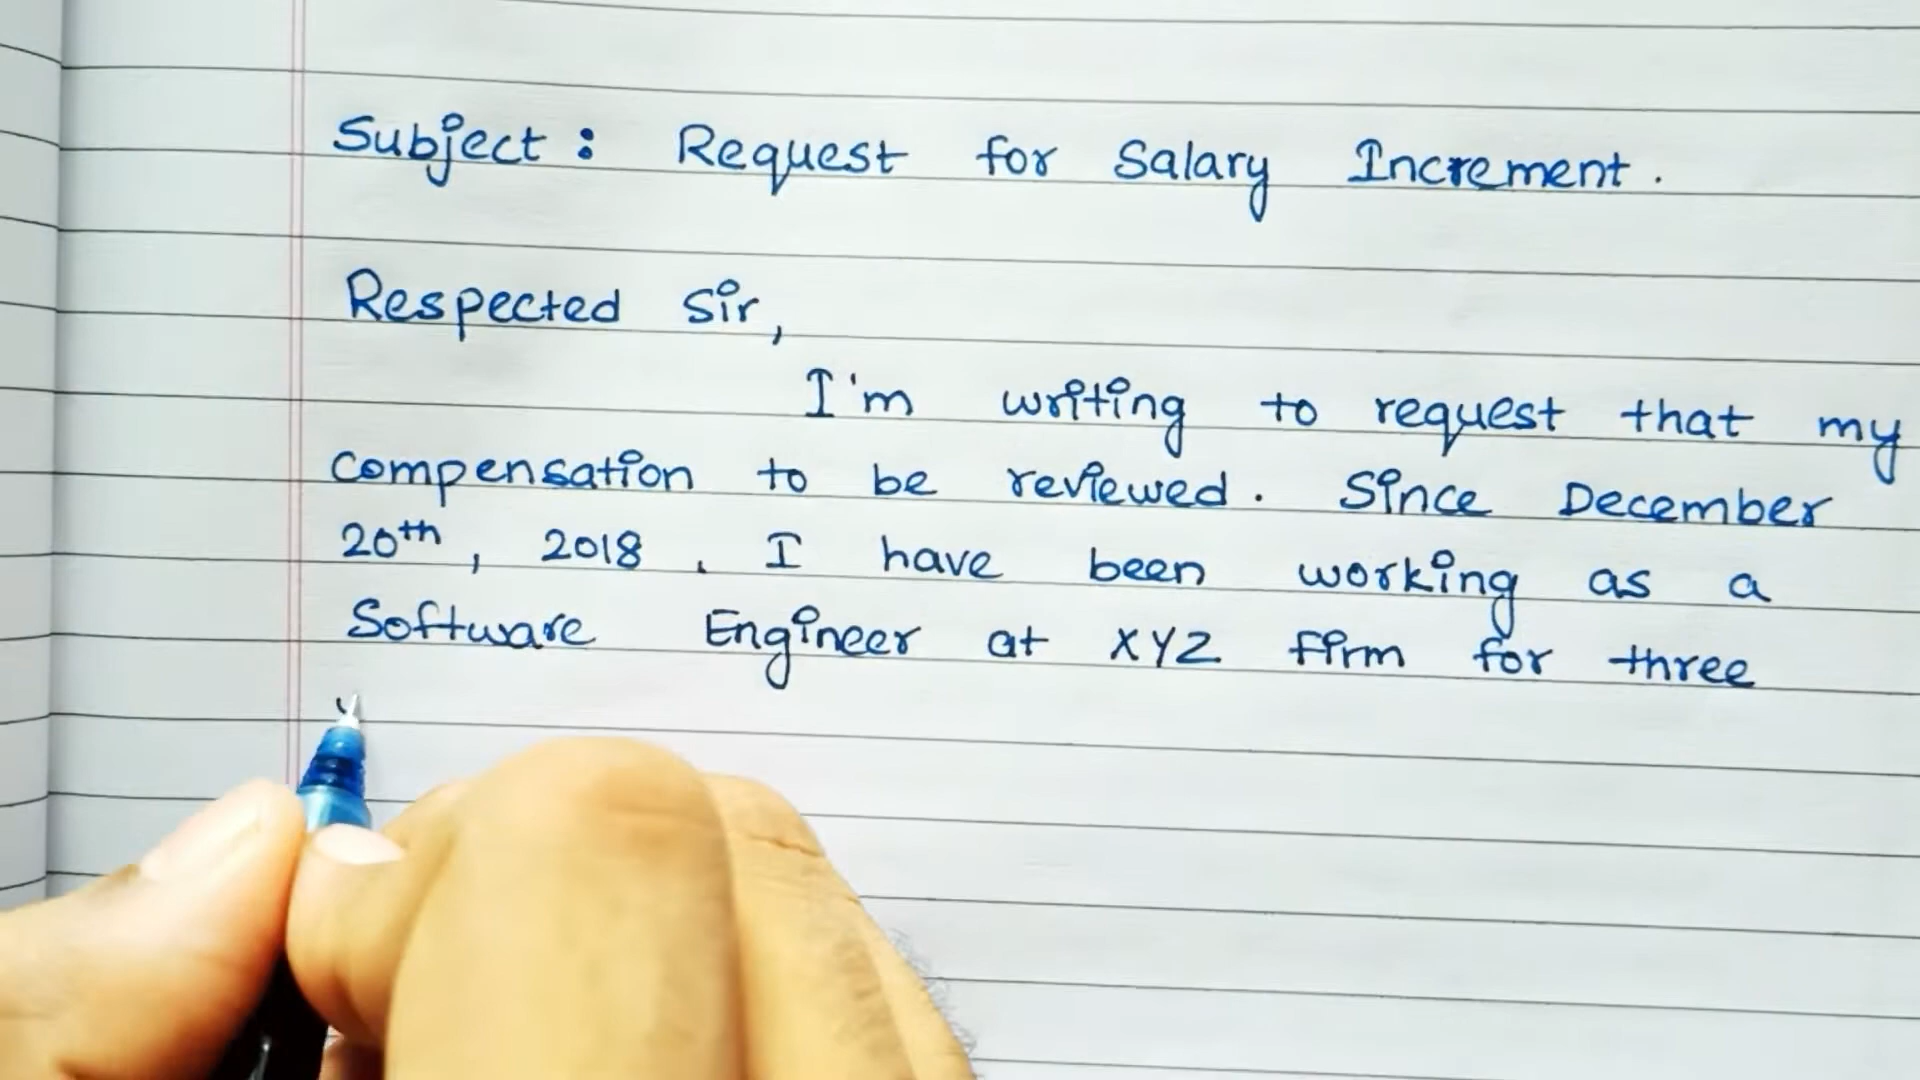 Subject : Request for Salary Increment.
Respected Sir,
I'm writing to request that my
compensation to be reviewed. Since December
20th, 2018, I have been working as a
Software Engineer at XYZ firm for three